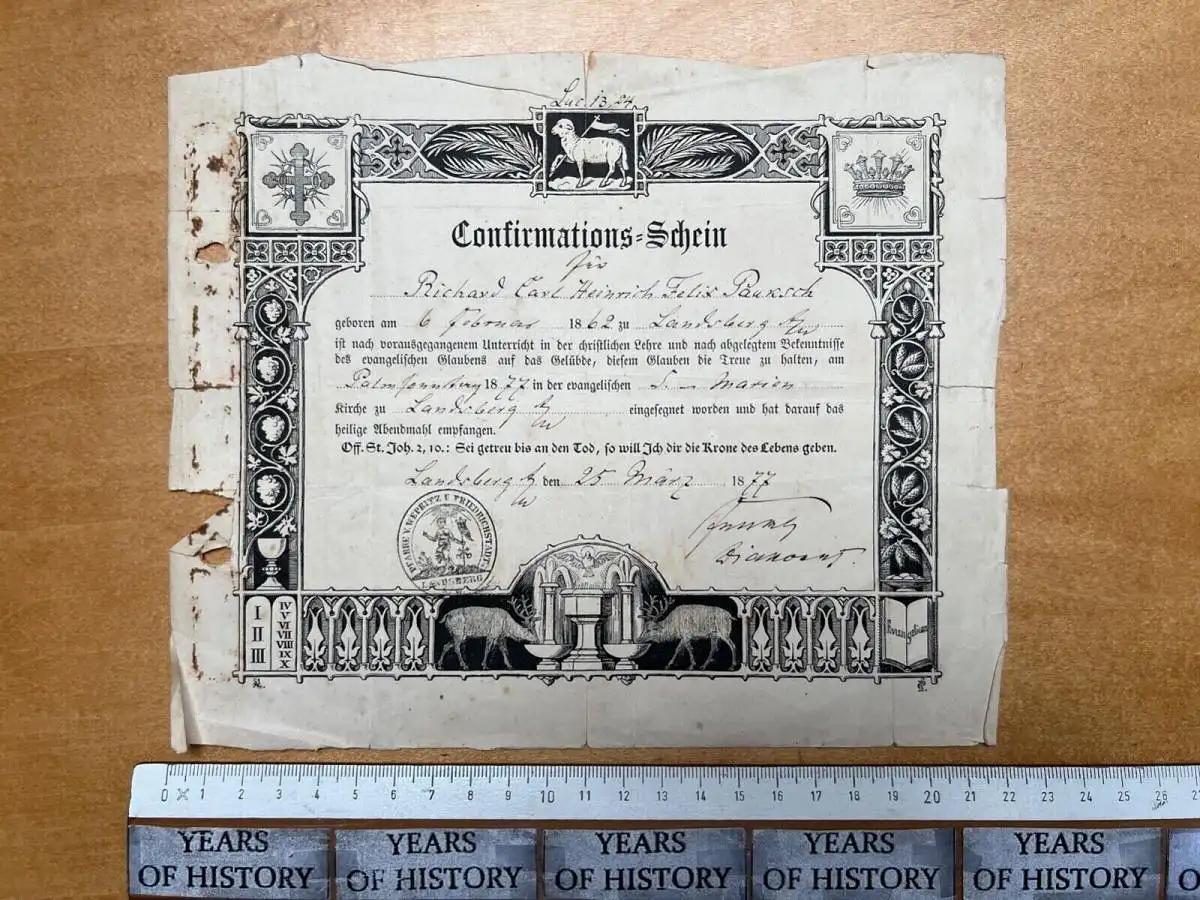 Luc. 13, 24.
Confirmations-Schein
für
Richard Carl Heinrich Felix Pauksch
geboren am 6 Februar 1862 zu Landsberg a/W
ist nach vorausgegangenem Unterricht in der christlichen Lehre und nach abgelegtem Bekenntnisse
des evangelischen Glaubens auf das Gelübde, diesem Glauben die Treue zu halten, am
Palmsonntag 1877 in der evangelischen S. Marien
Kirche zu Landsberg a/W eingesegnet worden und hat darauf das
heilige Abendmahl empfangen.
Off. St. Joh. 2, 10.: Sei getreu bis an den Tod, so will Ich dir die Krone des Lebens geben.
Landsberg a/W den 25 März 1877
PFARRE V. WEPRITZ U FRIEDRICHSTADT.
LANDSBERG
Diaconus.
I II III
IV V VI VII VIII IX X
Evangelium
0 1 2 3 4 5 6 7 8 9 10 11 12 13 14 15 16 17 18 19 20 21 22 23 24 25 26
YEARS OF HISTORY YEARS OF HISTORY YEARS OF HISTORY YEARS OF HISTORY YEARS OF HISTORY O